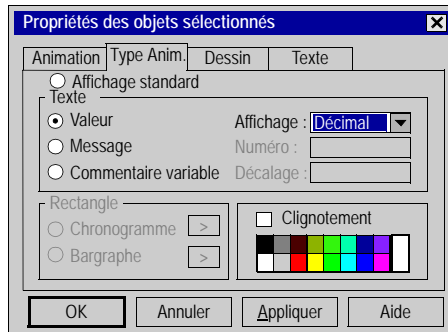 Propriétés des objets sélectionnés
Animation Type Anim. Dessin Texte
Affichage standard
Texte
Valeur Affichage : Décimal
Message Numéro :
Commentaire variable Décalage :
Rectangle
Chronogramme >
Bargraphe >
Clignotement
OK Annuler Appliquer Aide